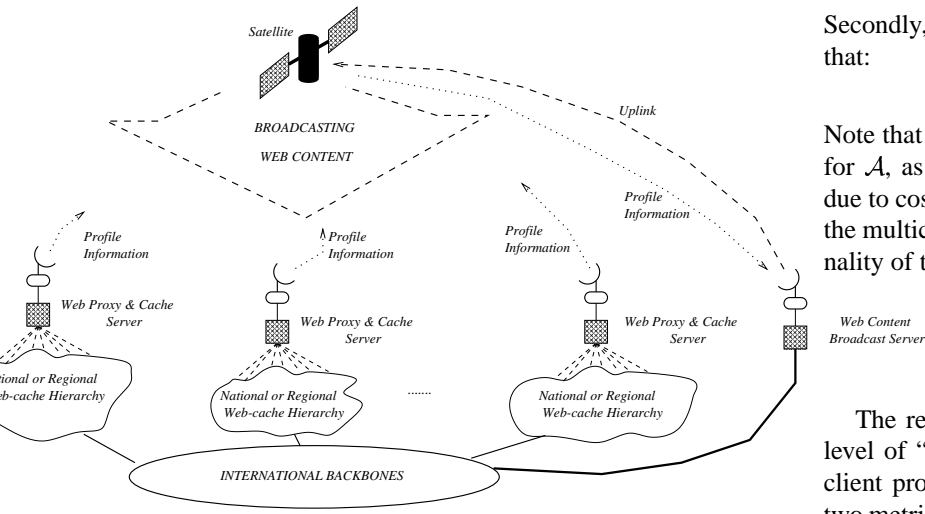 Satellite
BROADCASTING
WEB CONTENT
Uplink
Profile
Information
Profile
Information
Profile
Information
Profile
Information
Web Proxy & Cache
Server
Web Proxy & Cache
Server
Web Proxy & Cache
Server
Web Content
Broadcast Server
tional or Regional
eb-cache Hierarchy
National or Regional
Web-cache Hierarchy
.......
National or Regional
Web-cache Hierarchy
INTERNATIONAL BACKBONES
Secondly,
that:
Note that
for A, as
due to cos
the multic
nality of t
The re
level of “
client pro
two metri